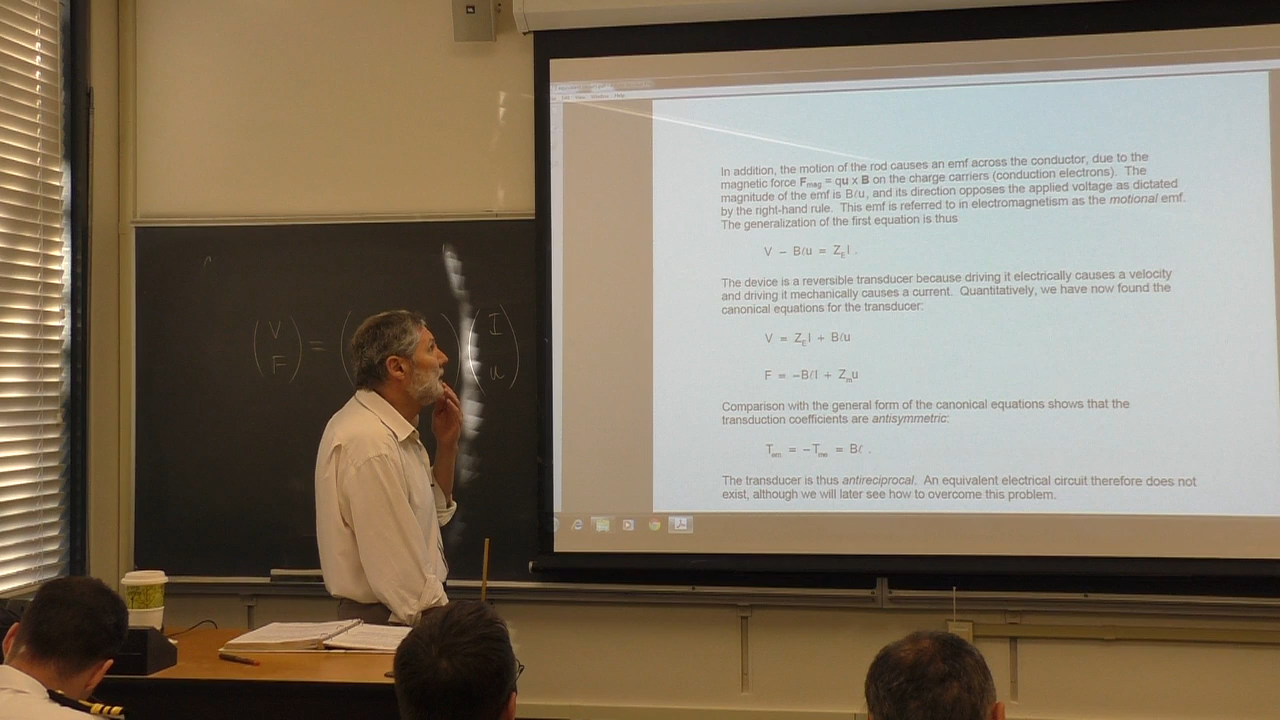 View Window Help
In addition, the motion of the rod causes an emf across the conductor, due to the
magnetic force F_mag = qu x B on the charge carriers (conduction electrons). The
magnitude of the emf is Bℓu, and its direction opposes the applied voltage as dictated
by the right-hand rule. This emf is referred to in electromagnetism as the motional emf.
The generalization of the first equation is thus
V − Bℓu = Z_E I .
The device is a reversible transducer because driving it electrically causes a velocity
and driving it mechanically causes a current. Quantitatively, we have now found the
canonical equations for the transducer:
V = Z_E I + Bℓu
F = −BℓI + Z_m u
Comparison with the general form of the canonical equations shows that the
transduction coefficients are antisymmetric:
T_em = −T_me = Bℓ .
The transducer is thus antireciprocal. An equivalent electrical circuit therefore does not
exist, although we will later see how to overcome this problem.
( V ) = ( ) ( I )
( F ) ( u )